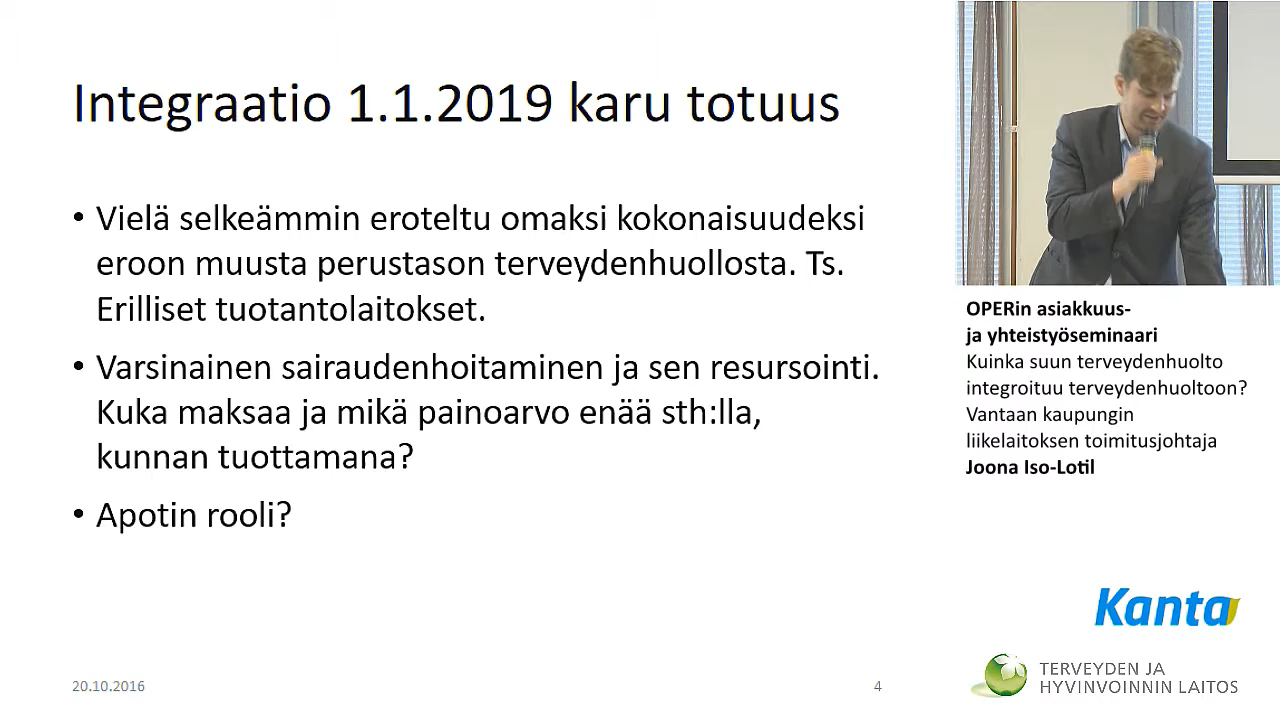 Integraatio 1.1.2019 karu totuus
• Vielä selkeämmin eroteltu omaksi kokonaisuudeksi
eroon muusta perustason terveydenhuollosta. Ts.
Erilliset tuotantolaitokset.
• Varsinainen sairaudenhoitaminen ja sen resursointi.
Kuka maksaa ja mikä painoarvo enää sth:lla,
kunnan tuottamana?
• Apotin rooli?
20.10.2016
4
OPERin asiakkuus-
ja yhteistyöseminaari
Kuinka suun terveydenhuolto
integroituu terveydenhuoltoon?
Vantaan kaupungin
liikelaitoksen toimitusjohtaja
Joona Iso-Lotil
Kanta
TERVEYDEN JA
HYVINVOINNIN LAITOS